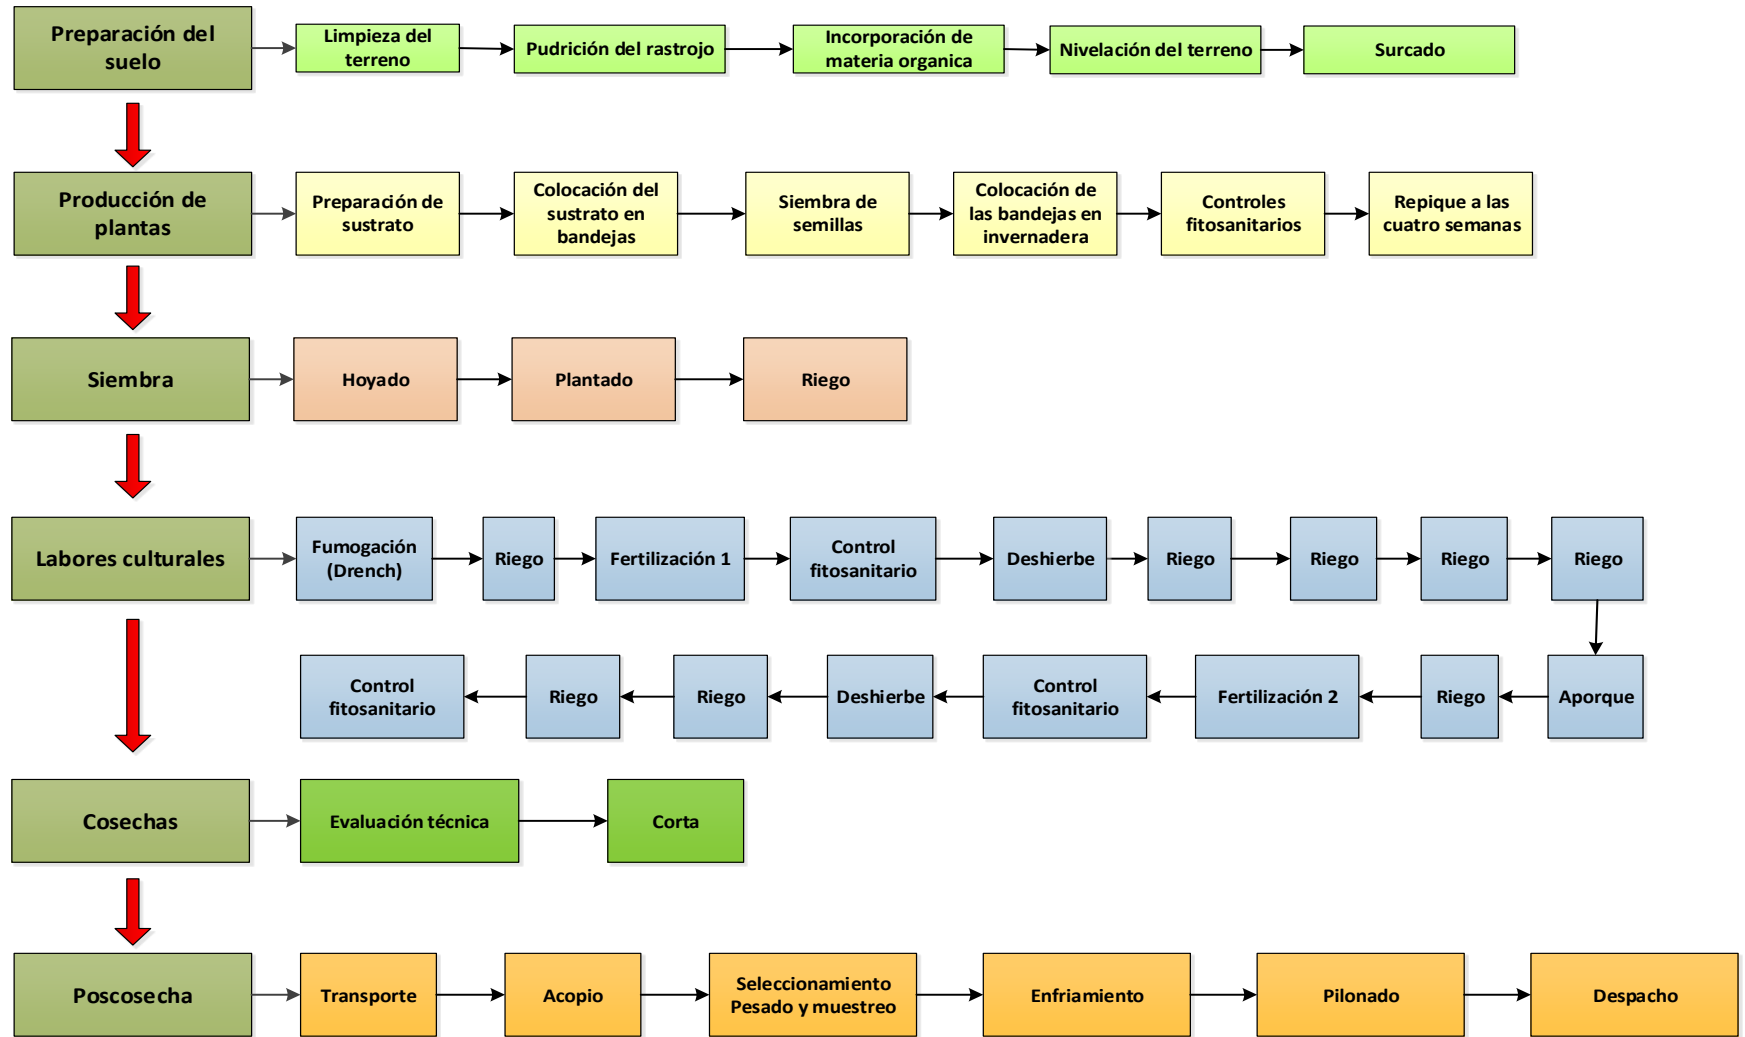 Preparación del
suelo
Limpieza del
terreno
Pudrición del rastrojo
Incorporación de
materia organica
Nivelación del terreno
Surcado
Producción de
plantas
Preparación de
sustrato
Colocación del
sustrato en
bandejas
Siembra de
semillas
Colocación de
las bandejas en
invernadera
Controles
fitosanitarios
Repique a las
cuatro semanas
Siembra
Hoyado
Plantado
Riego
Labores culturales
Fumogación
(Drench)
Riego
Fertilización 1
Control
fitosanitario
Deshierbe
Riego
Riego
Riego
Riego
Aporque
Riego
Fertilización 2
Control
fitosanitario
Deshierbe
Riego
Riego
Control
fitosanitario
Cosechas
Evaluación técnica
Corta
Poscosecha
Transporte
Acopio
Seleccionamiento
Pesado y muestreo
Enfriamiento
Pilonado
Despacho